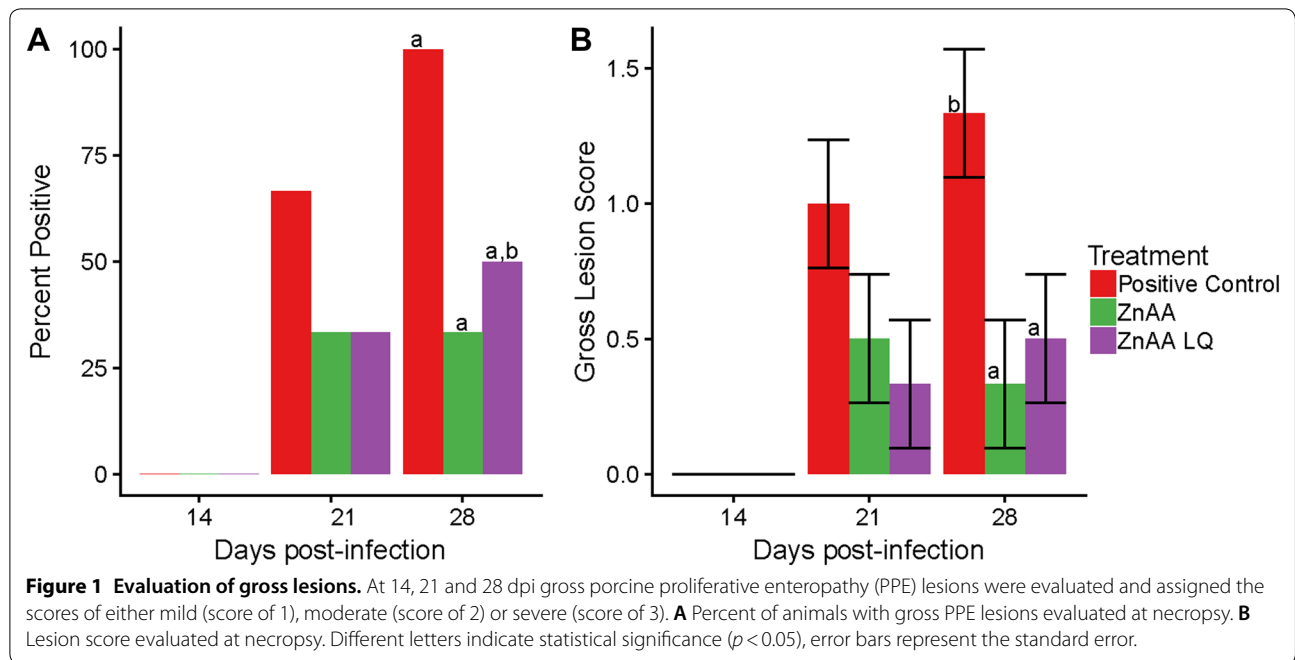 A
100
75
50
25
0
Percent Positive
a
a
a,b
14
21
28
Days post-infection
B
1.5
1.0
0.5
0.0
Gross Lesion Score
b
a
a
14
21
28
Days post-infection
Treatment
Positive Control
ZnAA
ZnAA LQ
Figure 1 Evaluation of gross lesions. At 14, 21 and 28 dpi gross porcine proliferative enteropathy (PPE) lesions were evaluated and assigned the
scores of either mild (score of 1), moderate (score of 2) or severe (score of 3). A Percent of animals with gross PPE lesions evaluated at necropsy. B
Lesion score evaluated at necropsy. Different letters indicate statistical significance (p < 0.05), error bars represent the standard error.